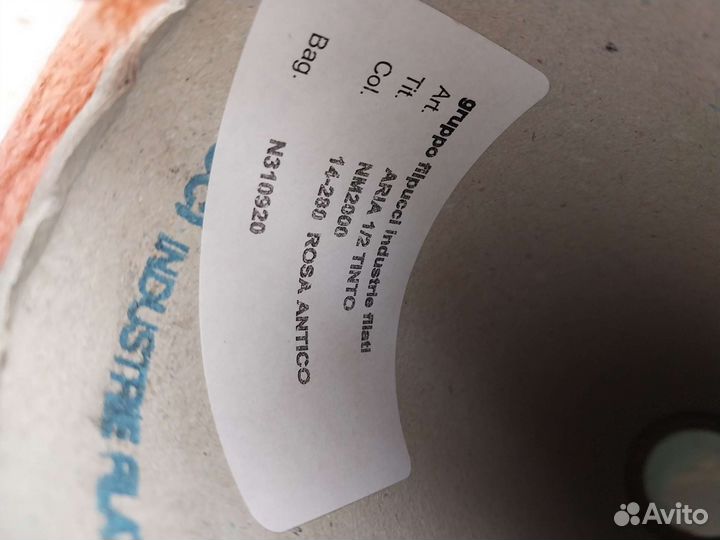 gruppo filpucci industrie filati
Art. ARIA 1/2 TINTO
Tit. NM2000
Col. 14-280 ROSA ANTICO
Bag. N310920
INDUSTRIE
Avito